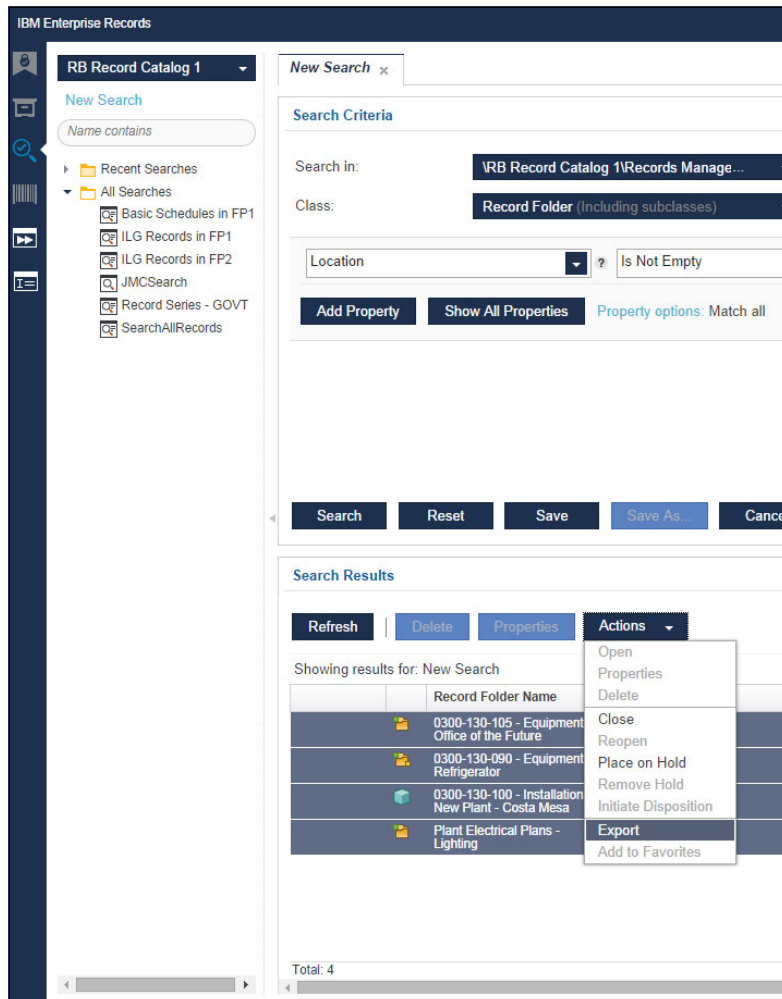 IBM Enterprise Records
RB Record Catalog 1
New Search
Name contains
Recent Searches
All Searches
Basic Schedules in FP1
ILG Records in FP1
ILG Records in FP2
JMCSearch
Record Series - GOVT
SearchAllRecords
New Search x
Search Criteria
Search in: \RB Record Catalog 1\Records Manage...
Class: Record Folder (Including subclasses)
Location ? Is Not Empty
Add Property Show All Properties Property options: Match all
Search Reset Save Save As... Cance
Search Results
Refresh Delete Properties Actions
Showing results for: New Search
Record Folder Name
0300-130-105 - Equipment
Office of the Future
0300-130-090 - Equipment
Refrigerator
0300-130-100 - Installation
New Plant - Costa Mesa
Plant Electrical Plans -
Lighting
Open
Properties
Delete
Close
Reopen
Place on Hold
Remove Hold
Initiate Disposition
Export
Add to Favorites
Total: 4